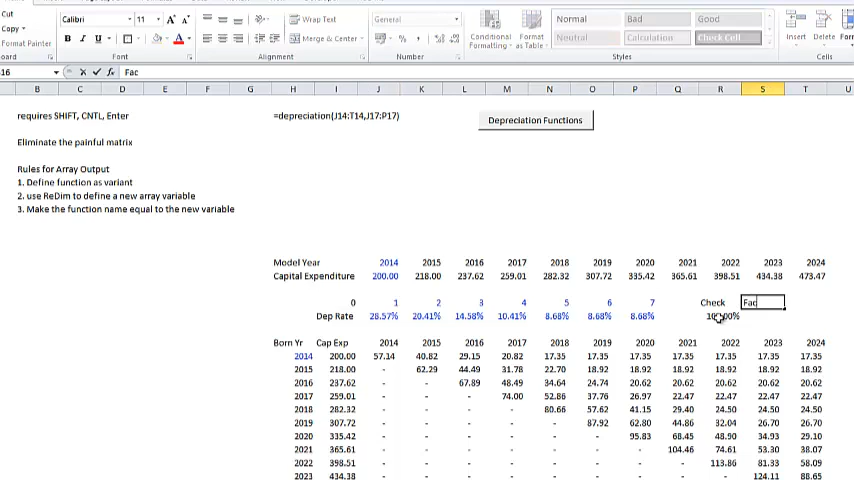 Cut
Calibri 11 A A Wrap Text General Normal Bad Good
Copy
Format Painter B I U A Merge & Center % , Conditional Formatting Format as Table Neutral Calculation Check Cell Insert Delete
oard Font Alignment Number Styles Cells
16 fx Fac
B C D E F G H I J K L M N O P Q R S T U
requires SHIFT, CNTL, Enter =depreciation(J14:T14,J17:P17) Depreciation Functions
Eliminate the painful matrix
Rules for Array Output
1. Define function as variant
2. use ReDim to define a new array variable
3. Make the function name equal to the new variable
Model Year 2014 2015 2016 2017 2018 2019 2020 2021 2022 2023 2024
Capital Expenditure 200.00 218.00 237.62 259.01 282.32 307.72 335.42 365.61 398.51 434.38 473.47
0 1 2 3 4 5 6 7 Check Fac
Dep Rate 28.57% 20.41% 14.58% 10.41% 8.68% 8.68% 8.68% 100.00%
Born Yr Cap Exp 2014 2015 2016 2017 2018 2019 2020 2021 2022 2023 2024
2014 200.00 57.14 40.82 29.15 20.82 17.35 17.35 17.35 17.35 17.35 17.35 17.35
2015 218.00 - 62.29 44.49 31.78 22.70 18.92 18.92 18.92 18.92 18.92 18.92
2016 237.62 - - 67.89 48.49 34.64 24.74 20.62 20.62 20.62 20.62 20.62
2017 259.01 - - - 74.00 52.86 37.76 26.97 22.47 22.47 22.47 22.47
2018 282.32 - - - - 80.66 57.62 41.15 29.40 24.50 24.50 24.50
2019 307.72 - - - - - 87.92 62.80 44.86 32.04 26.70 26.70
2020 335.42 - - - - - - 95.83 68.45 48.90 34.93 29.10
2021 365.61 - - - - - - - 104.46 74.61 53.30 38.07
2022 398.51 - - - - - - - - 113.86 81.33 58.09
2023 434.38 - - - - - - - - - 124.11 88.65